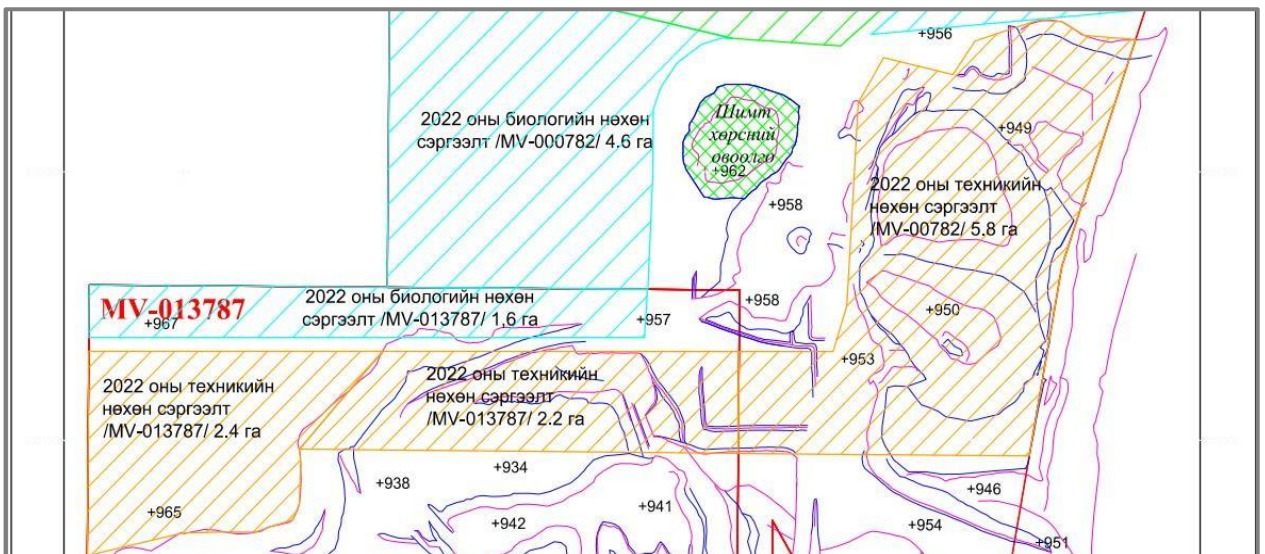 +956
2022 оны биологийн нөхөн
сэргээлт /MV-000782/ 4.6 га
Шимт
хөрсний
овоолго
+962
+949
2022 оны техникийн
нөхөн сэргээлт
/MV-00782/ 5.8 га
+958
MV-013787
+967
2022 оны биологийн нөхөн
сэргээлт /MV-013787/ 1.6 га
+957
+958
+950
+953
2022 оны техникийн
нөхөн сэргээлт
/MV-013787/ 2.4 га
2022 оны техникийн
нөхөн сэргээлт
/MV-013787/ 2.2 га
+934
+938
+946
+965
+942
+941
+954
+951